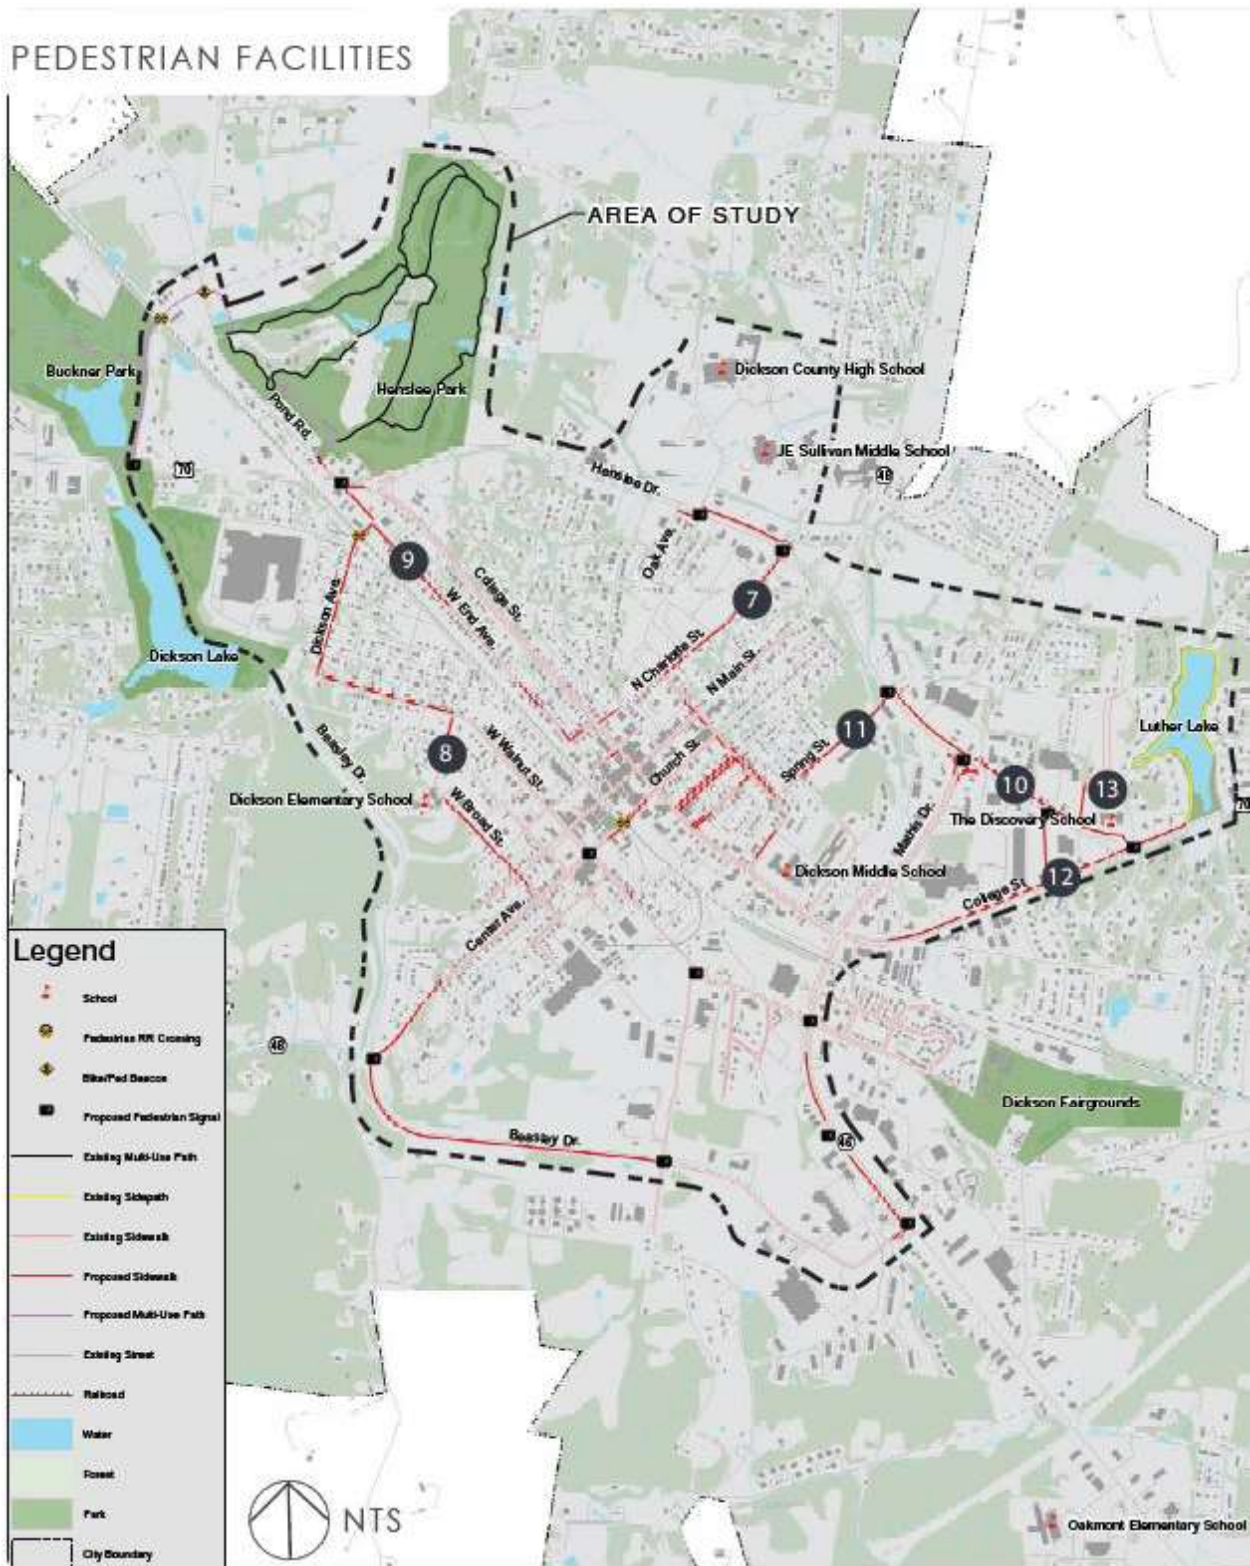 PEDESTRIAN FACILITIES
AREA OF STUDY
Dickson County High School
Buckner Park
Henslee Park
Pond Rd.
JE Sullivan Middle School
70
48
Henslee Dr.
Oak Ave.
9
College St.
7
W End Ave.
Dickson Ave.
N Charlotte St.
Dickson Lake
N Main St.
Luther Lake
11
Spring St.
8
W Walnut St.
Beasley Dr.
Church St.
10
13
70
Dickson Elementary School
W Broad St.
The Discovery School
Mathis Dr.
Dickson Middle School
12
College St.
Center Ave.
48
Dickson Fairgrounds
Beasley Dr.
46
Legend
School
Pedestrian RR Crossing
Bike/Ped Beacon
Proposed Pedestrian Signal
Existing Multi-Use Path
Existing Sidepath
Existing Sidewalk
Proposed Sidewalk
Proposed Multi-Use Path
Existing Street
Railroad
Water
Forest
Park
City Boundary
NTS
Oakmont Elementary School